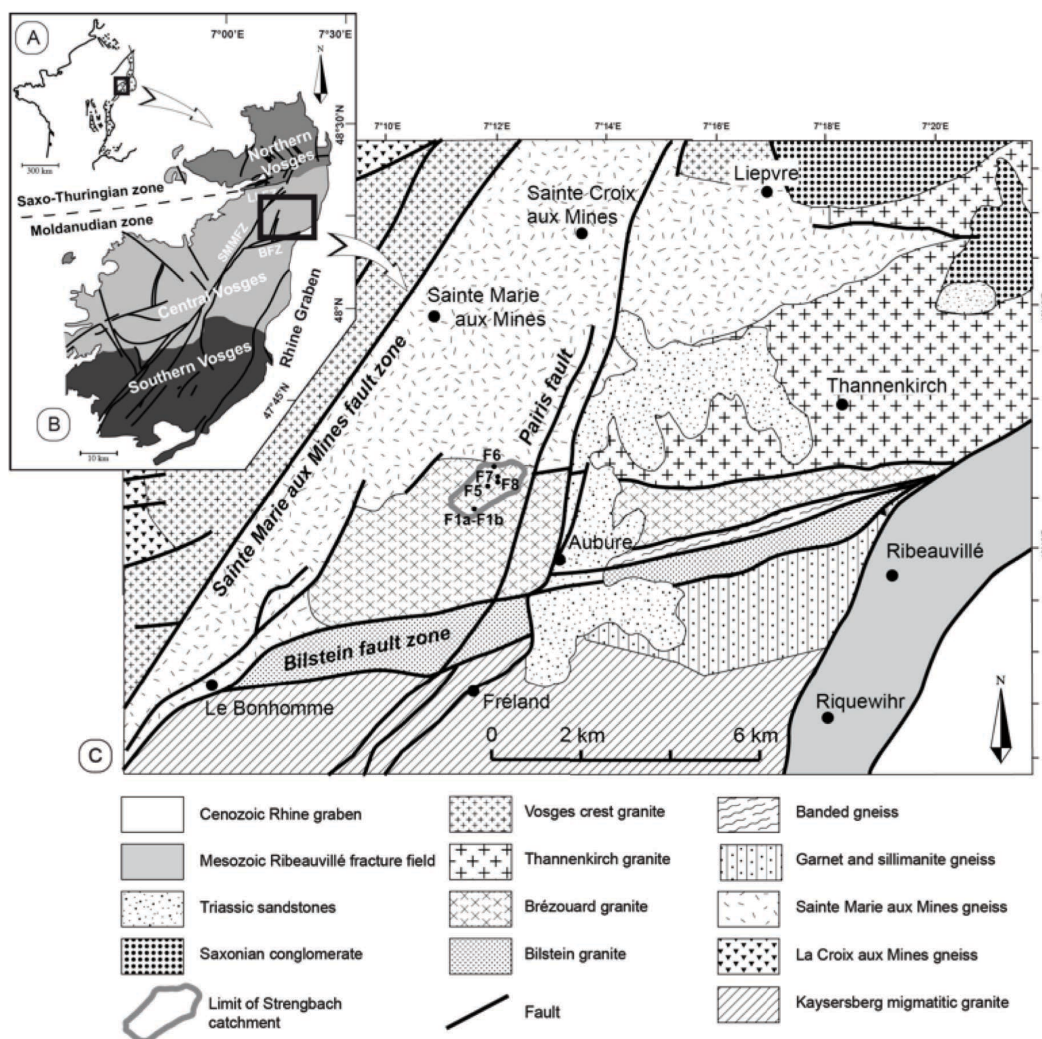 A
7°00'E
7°30'E
N
48°30'N
300 km
Northern
Vosges
Saxo-Thuringian zone
Moldanudian zone
SMMFZ
BFZ
Central Vosges
48°N
Rhine Graben
Southern Vosges
47°45'N
B
10 km
7°10'E
7°12'E
7°14'E
7°16'E
7°18'E
7°20'E
Liepvre
Sainte Croix
aux Mines
Sainte Marie
aux Mines
Sainte Marie aux Mines fault zone
Pairis fault
Thannenkirch
F6
F7
F5
F8
F1a-F1b
Aubure
Ribeauvillé
Bilstein fault zone
Le Bonhomme
Fréland
Riquewihr
N
0
2 km
6 km
C
Cenozoic Rhine graben
Vosges crest granite
Banded gneiss
Mesozoic Ribeauvillé fracture field
Thannenkirch granite
Garnet and sillimanite gneiss
Triassic sandstones
Brézouard granite
Sainte Marie aux Mines gneiss
Saxonian conglomerate
Bilstein granite
La Croix aux Mines gneiss
Limit of Strengbach
catchment
Fault
Kaysersberg migmatitic granite